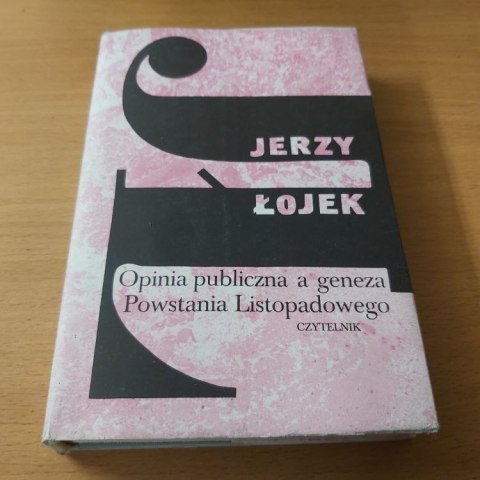 JERZY
ŁOJEK
Opinia publiczna a geneza
Powstania Listopadowego
CZYTELNIK